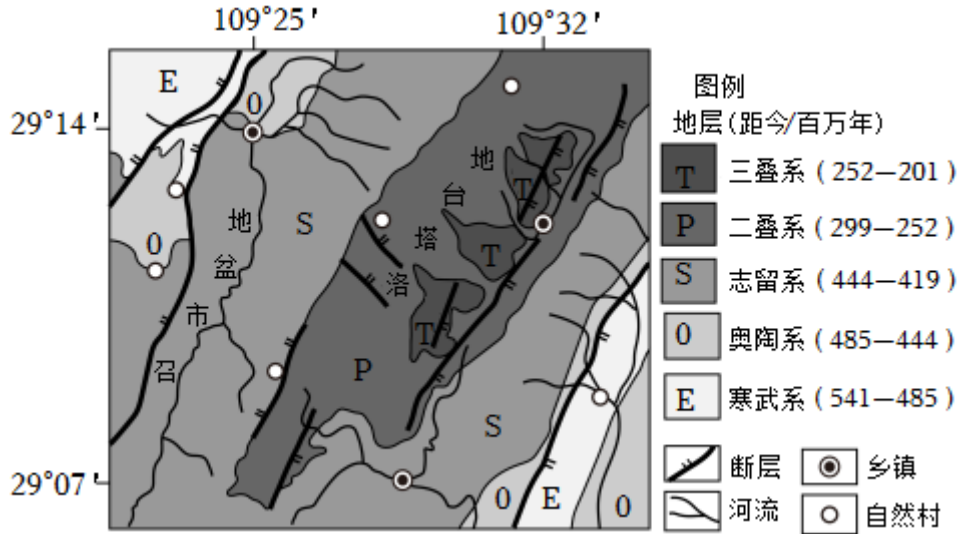 109°25′ 109°32′
29°14′
29°07′
E
0
0
S
T
T
T
P
S
0
E
0
召市盆地
洛塔台地
图例
地层(距今/百万年)
T 三叠系(252—201)
P 二叠系(299—252)
S 志留系(444—419)
0 奥陶系(485—444)
E 寒武系(541—485)
断层 乡镇
河流 自然村